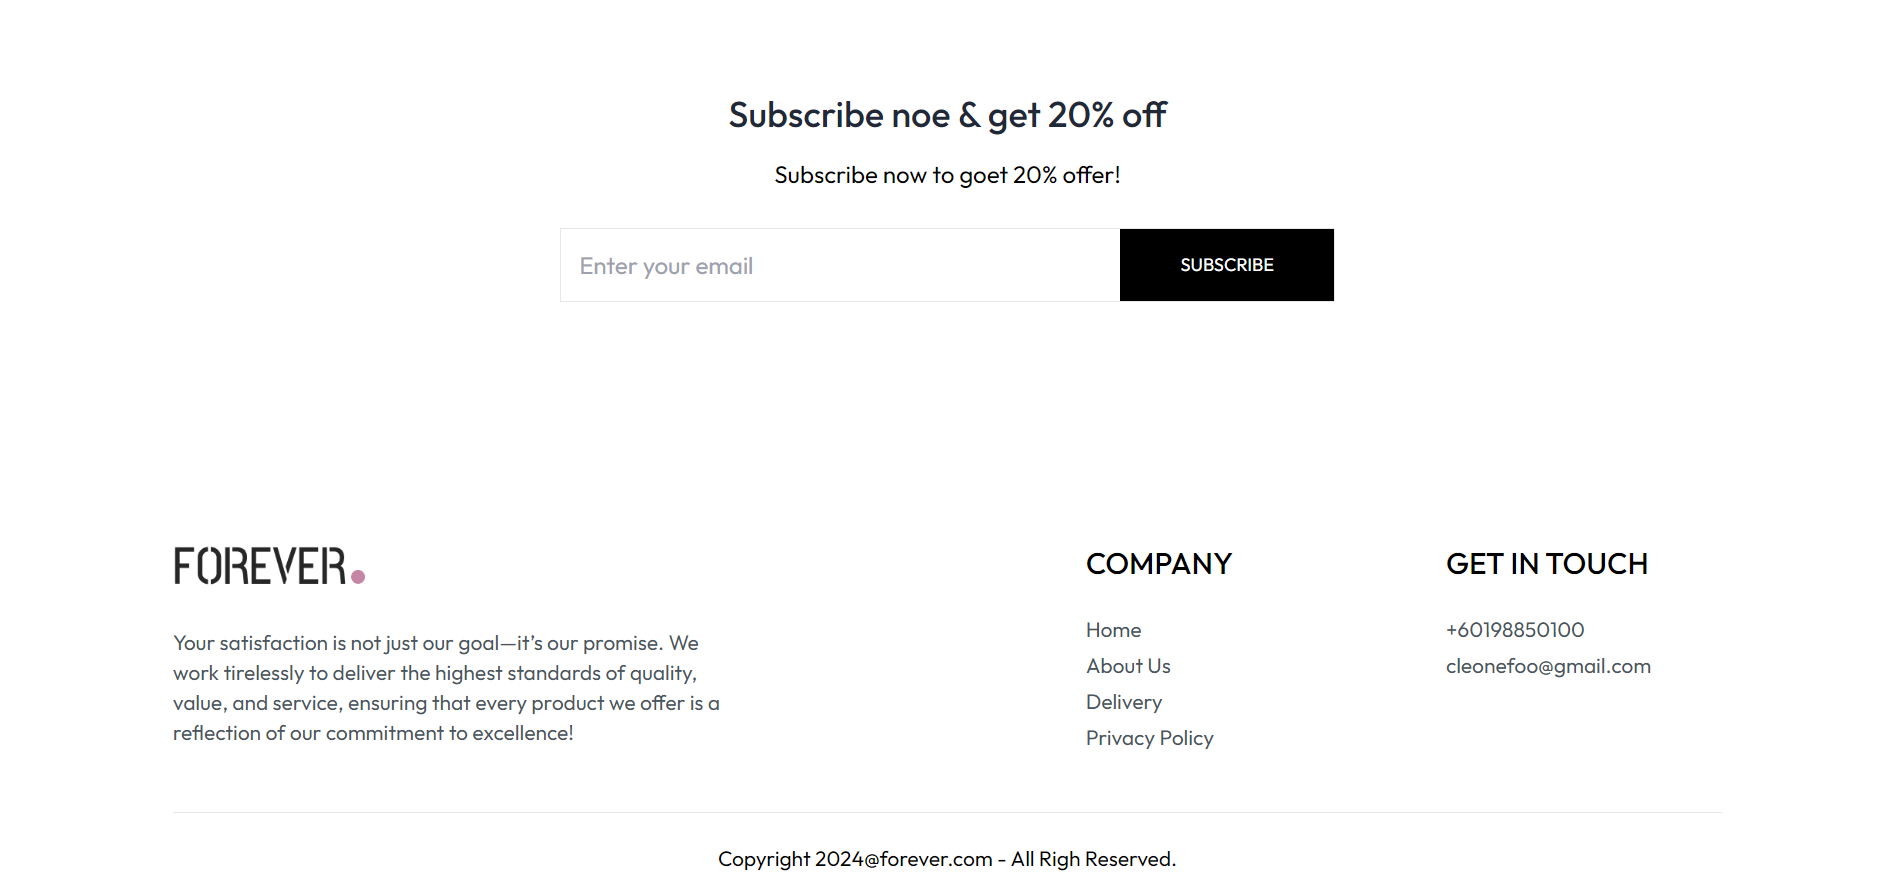 Subscribe noe & get 20% off
Subscribe now to goet 20% offer!
Enter your email
SUBSCRIBE
FOREVER.
Your satisfaction is not just our goal—it’s our promise. We
work tirelessly to deliver the highest standards of quality,
value, and service, ensuring that every product we offer is a
reflection of our commitment to excellence!
COMPANY
Home
About Us
Delivery
Privacy Policy
GET IN TOUCH
+60198850100
cleonefoo@gmail.com
Copyright 2024@forever.com - All Righ Reserved.